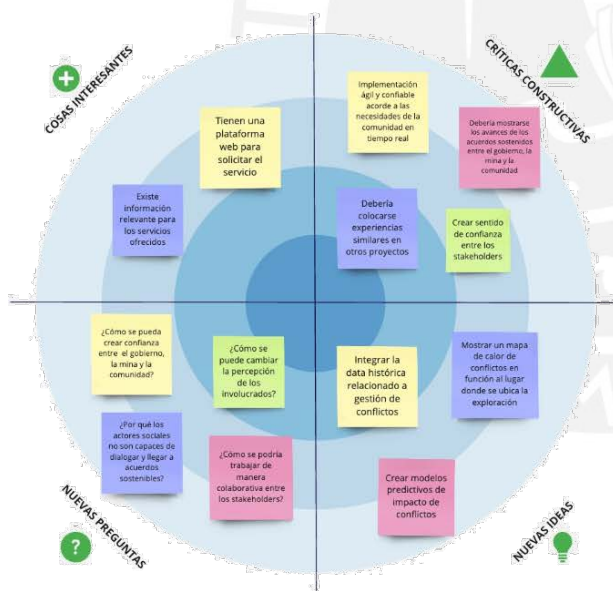 COSAS INTERESANTES
Tienen una
plataforma
web para
solicitar el
servicio
Existe
información
relevante para
los servicios
ofrecidos
CRÍTICAS CONSTRUCTIVAS
Implementación
ágil y confiable
acorde a las
necesidades de la
comunidad en
tiempo real
Debería mostrarse
los avances de los
acuerdos sostenidos
entre el gobierno, la
mina y la
comunidad
Debería
colocarse
experiencias
similares en
otros proyectos
Crear sentido
de confianza
entre los
stakeholders
¿Cómo se pueda
crear confianza
entre el gobierno,
la mina y la
comunidad?
¿Cómo se
puede cambiar
la percepción
de los
involucrados?
¿Por qué los
actores sociales
no son capaces de
dialogar y llegar a
acuerdos
sostenibles?
¿Cómo se podría
trabajar de
manera
colaborativa entre
los stakeholders?
NUEVAS PREGUNTAS
?
Integrar la
data histórica
relacionado a
gestión de
conflictos
Mostrar un mapa
de calor de
conflictos en
función al lugar
donde se ubica la
exploración
Crear modelos
predictivos de
impacto de
conflictos
NUEVAS IDEAS